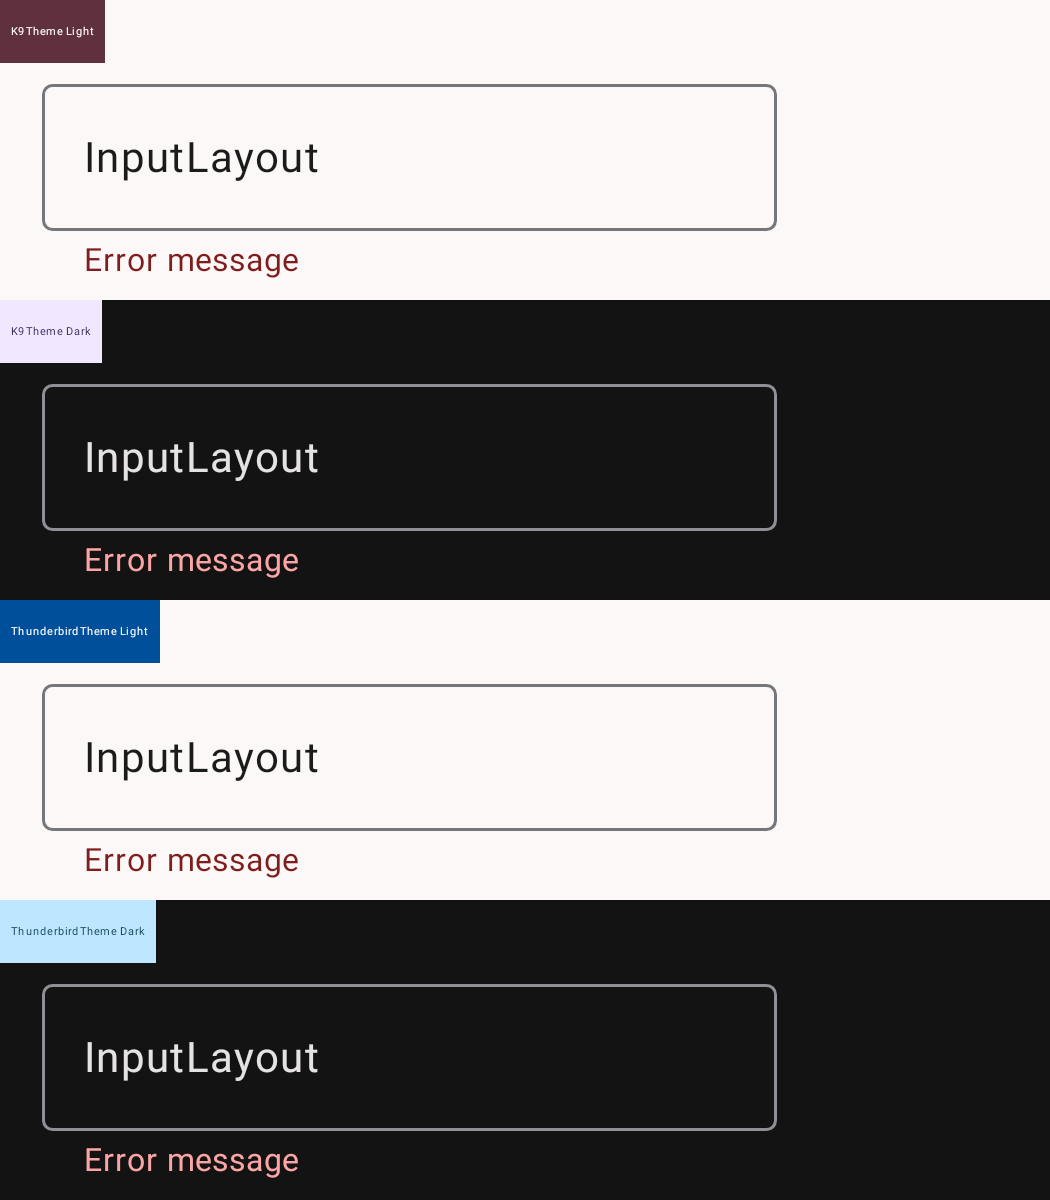 K9Theme Light
InputLayout
Error message
K9Theme Dark
InputLayout
Error message
ThunderbirdTheme Light
InputLayout
Error message
ThunderbirdTheme Dark
InputLayout
Error message